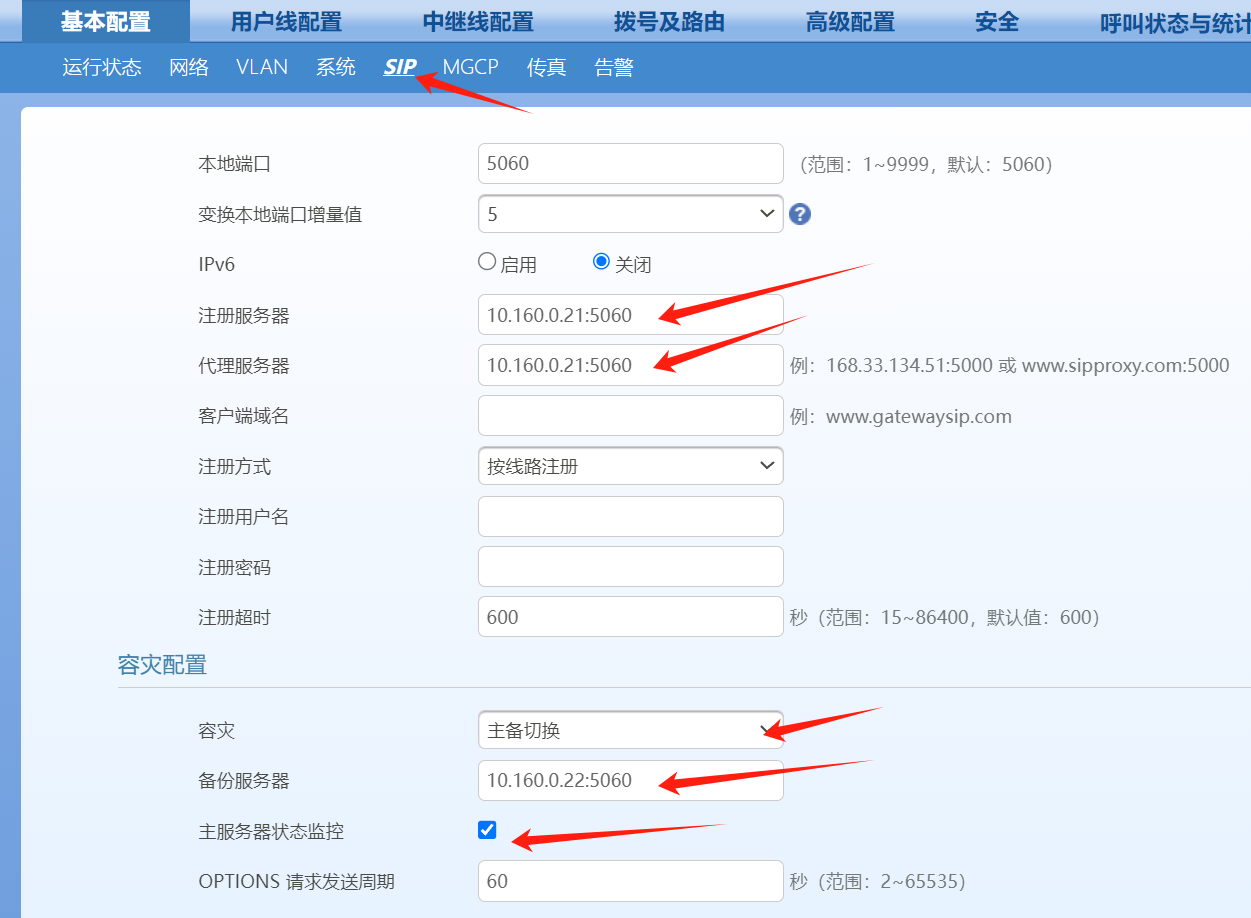 基本配置 用户线配置 中继线配置 拨号及路由 高级配置 安全 呼叫状态与统计
运行状态 网络 VLAN 系统 SIP MGCP 传真 告警
本地端口 5060 （范围：1~9999，默认：5060）
变换本地端口增量值 5 ?
IPv6 启用 关闭
注册服务器 10.160.0.21:5060
代理服务器 10.160.0.21:5060 例：168.33.134.51:5000 或 www.sipproxy.com:5000
客户端域名 例：www.gatewaysip.com
注册方式 按线路注册
注册用户名
注册密码
注册超时 600 秒（范围：15~86400，默认值：600）
容灾配置
容灾 主备切换
备份服务器 10.160.0.22:5060
主服务器状态监控
OPTIONS 请求发送周期 60 秒（范围：2~65535）